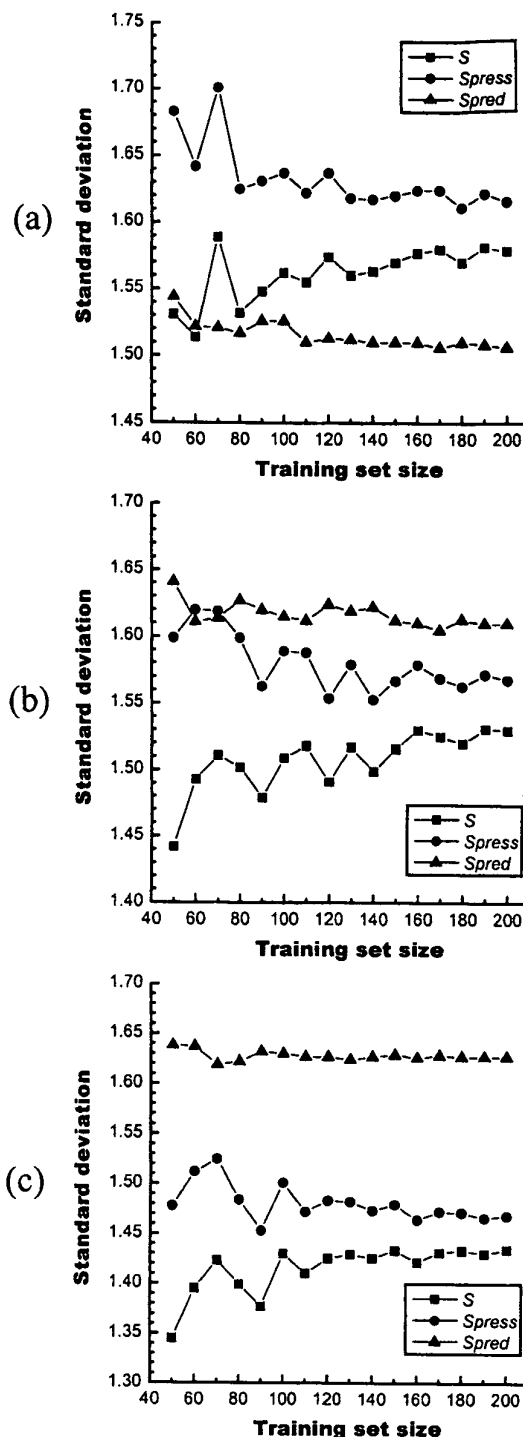 (a)
Standard deviation
1.75
1.70
1.65
1.60
1.55
1.50
1.45
S
Spress
Spred
40 60 80 100 120 140 160 180 200
Training set size
(b)
Standard deviation
1.70
1.65
1.60
1.55
1.50
1.45
1.40
S
Spress
Spred
40 60 80 100 120 140 160 180 200
Training set size
(c)
Standard deviation
1.70
1.65
1.60
1.55
1.50
1.45
1.40
1.35
1.30
S
Spress
Spred
40 60 80 100 120 140 160 180 200
Training set size